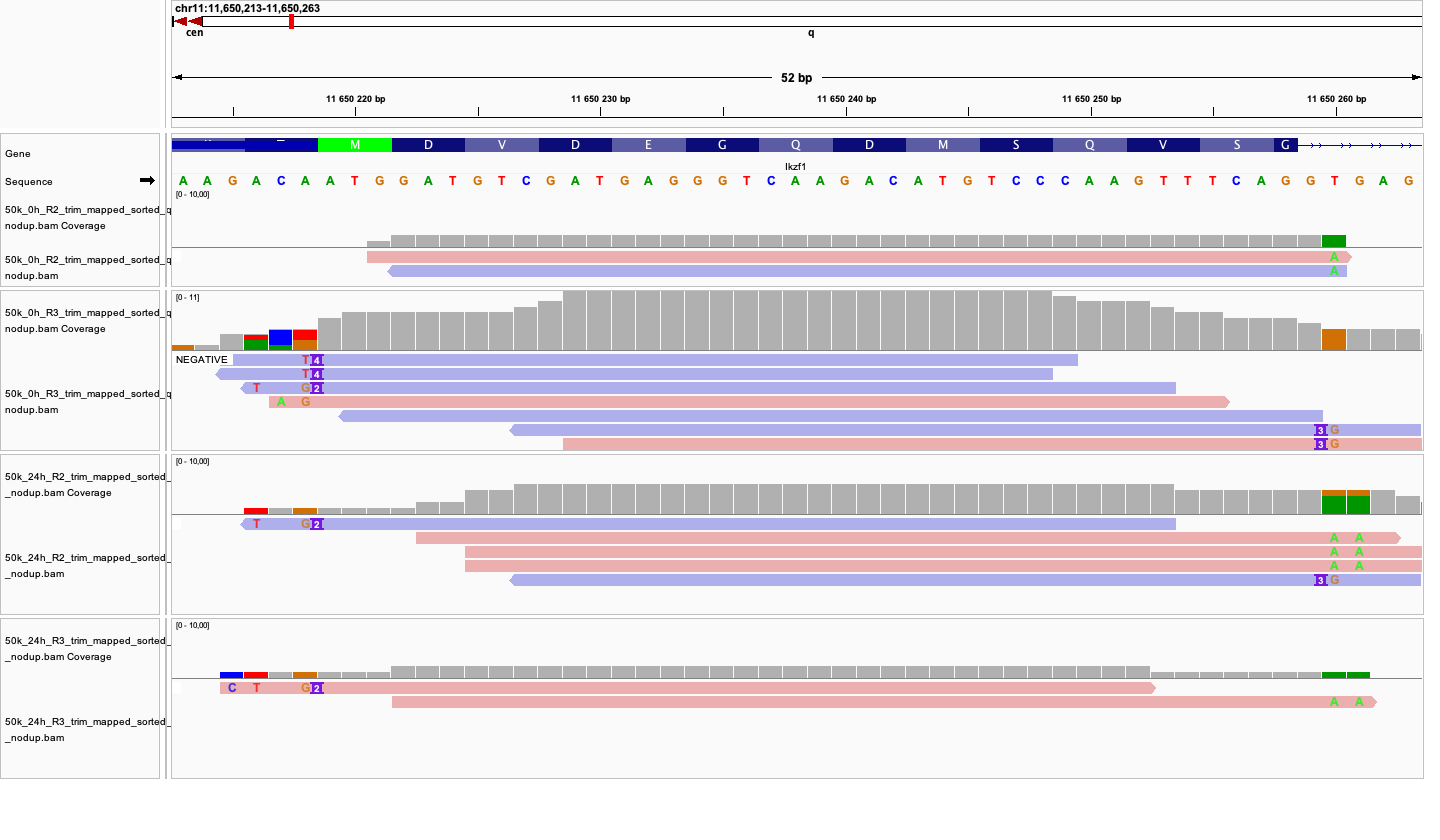 chr11:11,650,213-11,650,263
cen
q
52 bp
11 650 220 bp
11 650 230 bp
11 650 240 bp
11 650 250 bp
11 650 260 bp
Gene
M D V D E G Q D M S Q V S G
Ikzf1
Sequence
A A G A C A A T G G A T G T C G A T G A G G G T C A A G A C A T G T C C C A A G T T T C A G G T G A G
[0 - 10,00]
50k_0h_R2_trim_mapped_sorted_q
nodup.bam Coverage
50k_0h_R2_trim_mapped_sorted_q
nodup.bam
A
A
[0 - 11]
50k_0h_R3_trim_mapped_sorted_q
nodup.bam Coverage
NEGATIVE
T 4
T 4
T G 2
A G
3 G
3 G
50k_0h_R3_trim_mapped_sorted_q
nodup.bam
[0 - 10,00]
50k_24h_R2_trim_mapped_sorted_
_nodup.bam Coverage
T G 2
A A
A A
A A
3 G
50k_24h_R2_trim_mapped_sorted_
_nodup.bam
[0 - 10,00]
50k_24h_R3_trim_mapped_sorted_
_nodup.bam Coverage
C T G 2
A A
50k_24h_R3_trim_mapped_sorted_
_nodup.bam